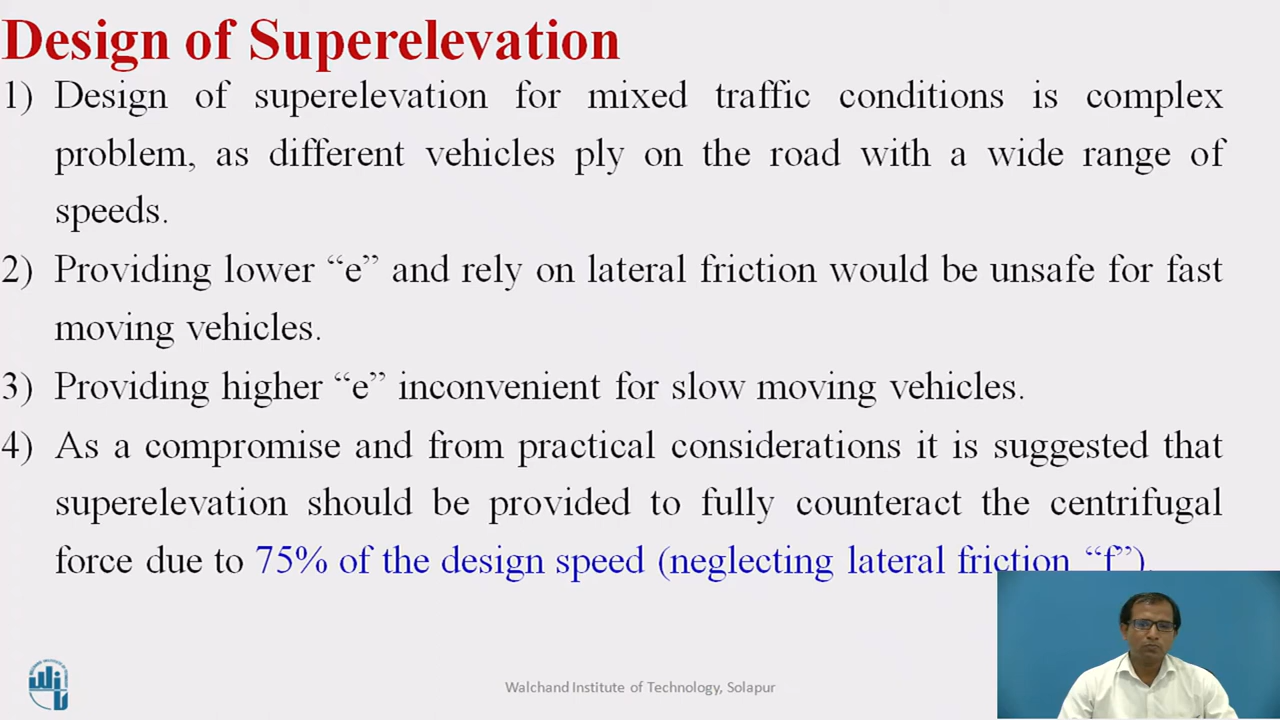 Design of Superelevation
1) Design of superelevation for mixed traffic conditions is complex
problem, as different vehicles ply on the road with a wide range of
speeds.
2) Providing lower “e” and rely on lateral friction would be unsafe for fast
moving vehicles.
3) Providing higher “e” inconvenient for slow moving vehicles.
4) As a compromise and from practical considerations it is suggested that
superelevation should be provided to fully counteract the centrifugal
force due to 75% of the design speed (neglecting lateral friction “f”).
Walchand Institute of Technology, Solapur